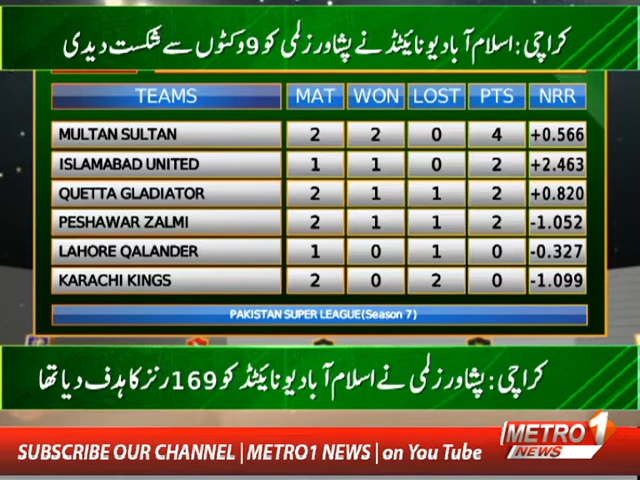 کراچی: اسلام آباد یونائیٹڈ نے پشاور زلمی کو 9 وکٹوں سے شکست دیدی
TEAMS MAT WON LOST PTS NRR
MULTAN SULTAN 2 2 0 4 +0.566
ISLAMABAD UNITED 1 1 0 2 +2.463
QUETTA GLADIATOR 2 1 1 2 +0.820
PESHAWAR ZALMI 2 1 1 2 -1.052
LAHORE QALANDER 1 0 1 0 -0.327
KARACHI KINGS 2 0 2 0 -1.099
PAKISTAN SUPER LEAGUE(Season 7)
کراچی: پشاور زلمی نے اسلام آباد یونائیٹڈ کو 169 رنز کا ہدف دیا تھا
SUBSCRIBE OUR CHANNEL | METRO1 NEWS | on You Tube
METRO 1
NEWS